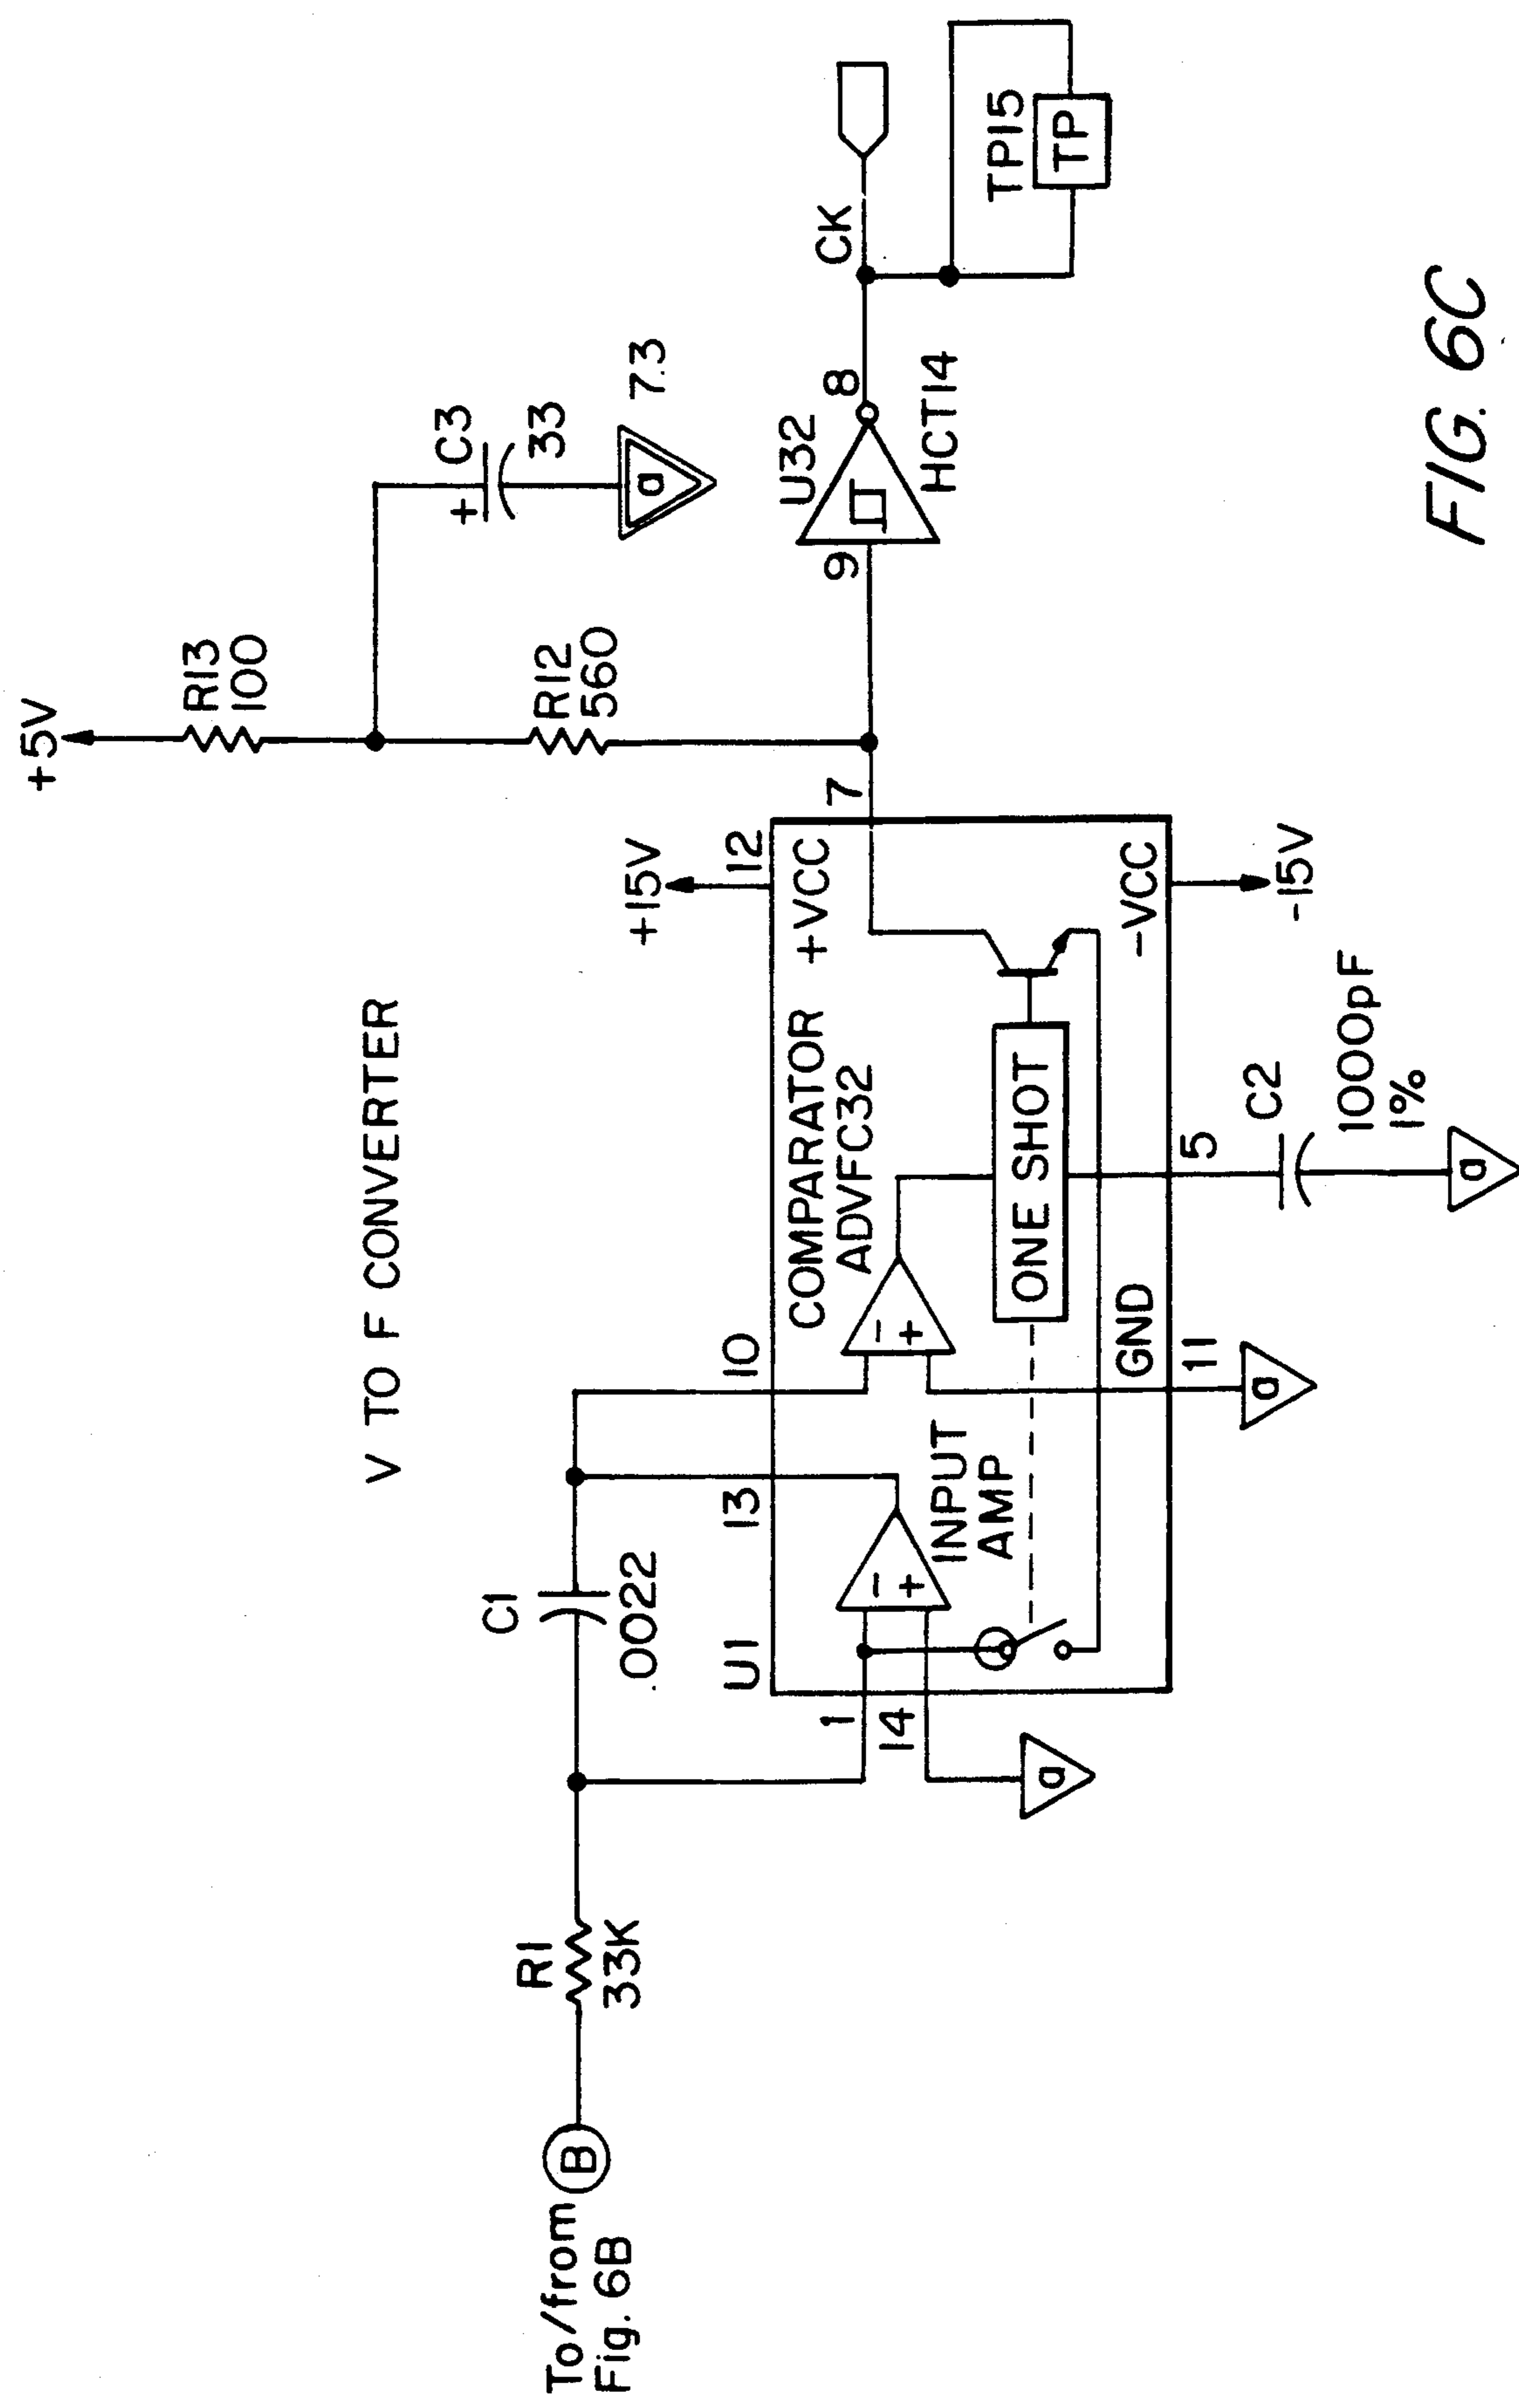 V TO F CONVERTER
+5V
R13
100
C3
+
33
a
7.3
R12
560
C1
.0022
R1
33K
To/from
Fig. 6B
B
U1
13
10
+15V
12
7
1
14
a
COMPARATOR
ADVFC32
+VCC
-
+
INPUT
AMP
-
+
ONE SHOT
GND
-VCC
11
a
5
C2
1000pF
1%
a
-15V
9
U32
8
HCT14
CK
TP15
TP
FIG. 6C